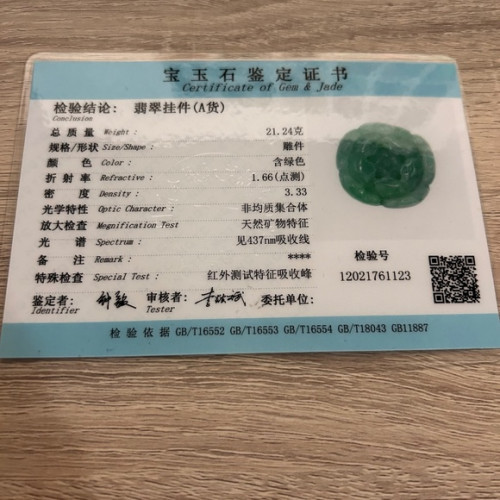 宝玉石鉴定证书
Certificate of Gem & Jade
检验结论: 翡翠挂件(A货)
Conclusion
总质量 Weight : 21.24克
规格/形状 Size/Shape : 雕件
颜色 Color : 含绿色
折射率 Refractive : 1.66(点测)
密度 Density : 3.33
光学特性 Optic Character : 非均质集合体
放大检查 Megnification Test 天然矿物特征
光谱 Spectrum : 见437nm吸收线
备注 Remark : ****
特殊检查 Special Test : 红外测试特征吸收峰
检验号
12021761123
鉴定者: 审核者: 委托单位:
Identifier Tester
检验依据 GB/T16552 GB/T16553 GB/T16554 GB/T18043 GB11887